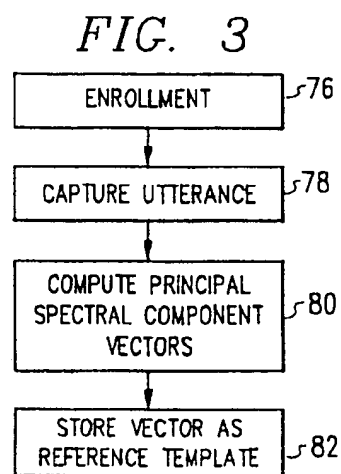 FIG. 3
ENROLLMENT 76
CAPTURE UTTERANCE 78
COMPUTE PRINCIPAL
SPECTRAL COMPONENT 80
VECTORS
STORE VECTOR AS
REFERENCE TEMPLATE 82